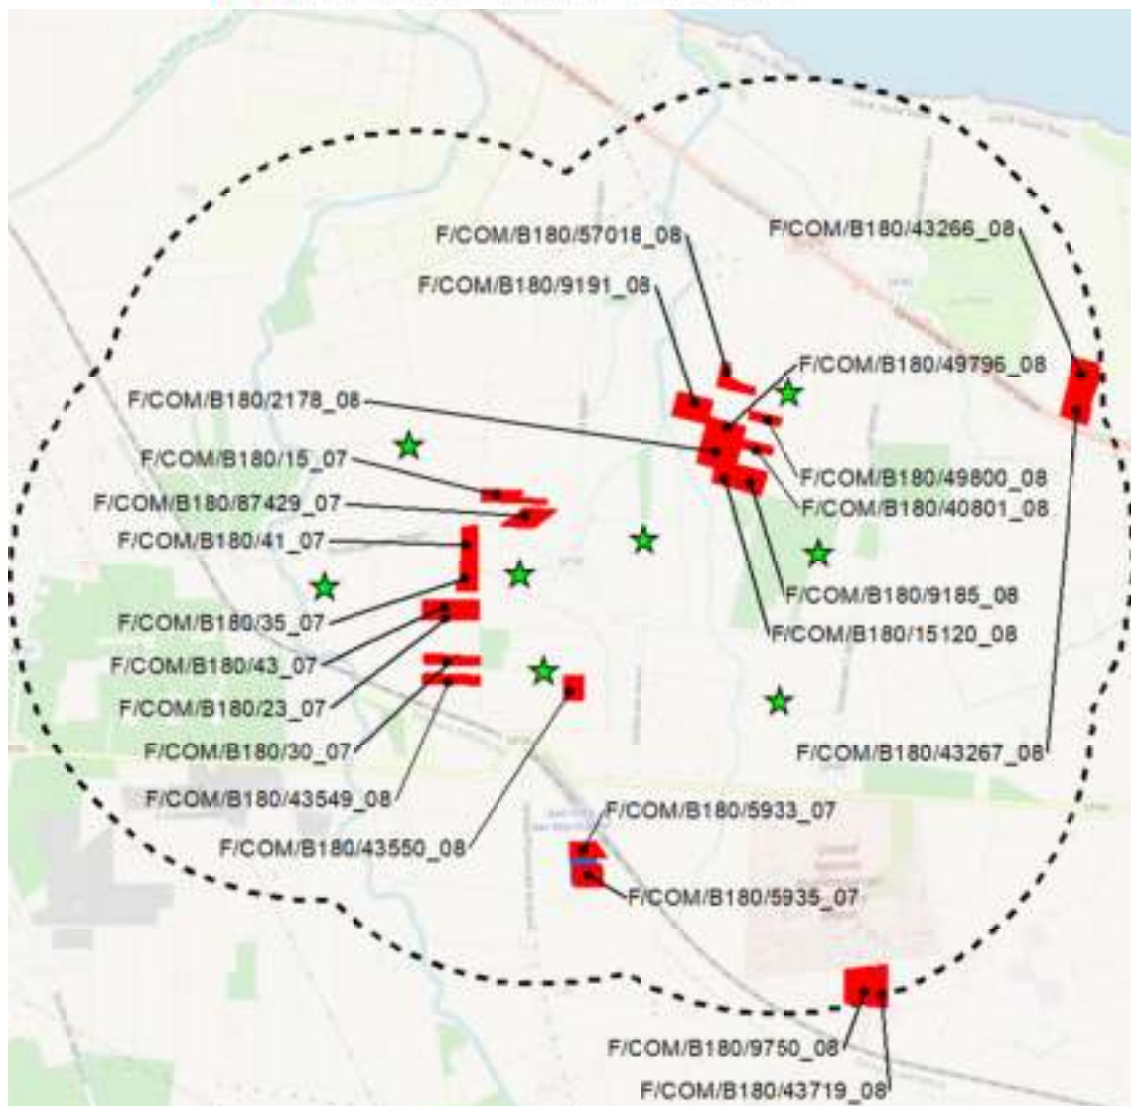 F/COM/B180/57018_08
F/COM/B180/43266_08
F/COM/B180/9191_08
F/COM/B180/49796_08
F/COM/B180/2178_08
F/COM/B180/15_07
F/COM/B180/49800_08
F/COM/B180/87429_07
F/COM/B180/40801_08
F/COM/B180/41_07
F/COM/B180/9185_08
F/COM/B180/35_07
F/COM/B180/15120_08
F/COM/B180/43_07
F/COM/B180/23_07
F/COM/B180/30_07
F/COM/B180/43267_08
F/COM/B180/43549_08
F/COM/B180/5933_07
F/COM/B180/43550_08
F/COM/B180/5935_07
F/COM/B180/9750_08
F/COM/B180/43719_08